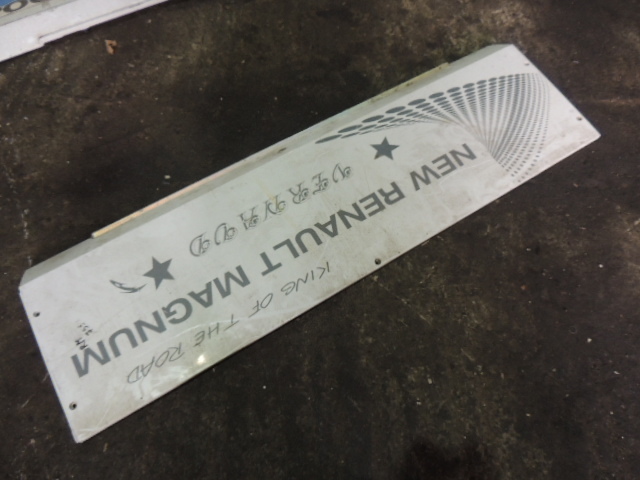 KING OF THE ROAD
NEW RENAULT MAGNUM